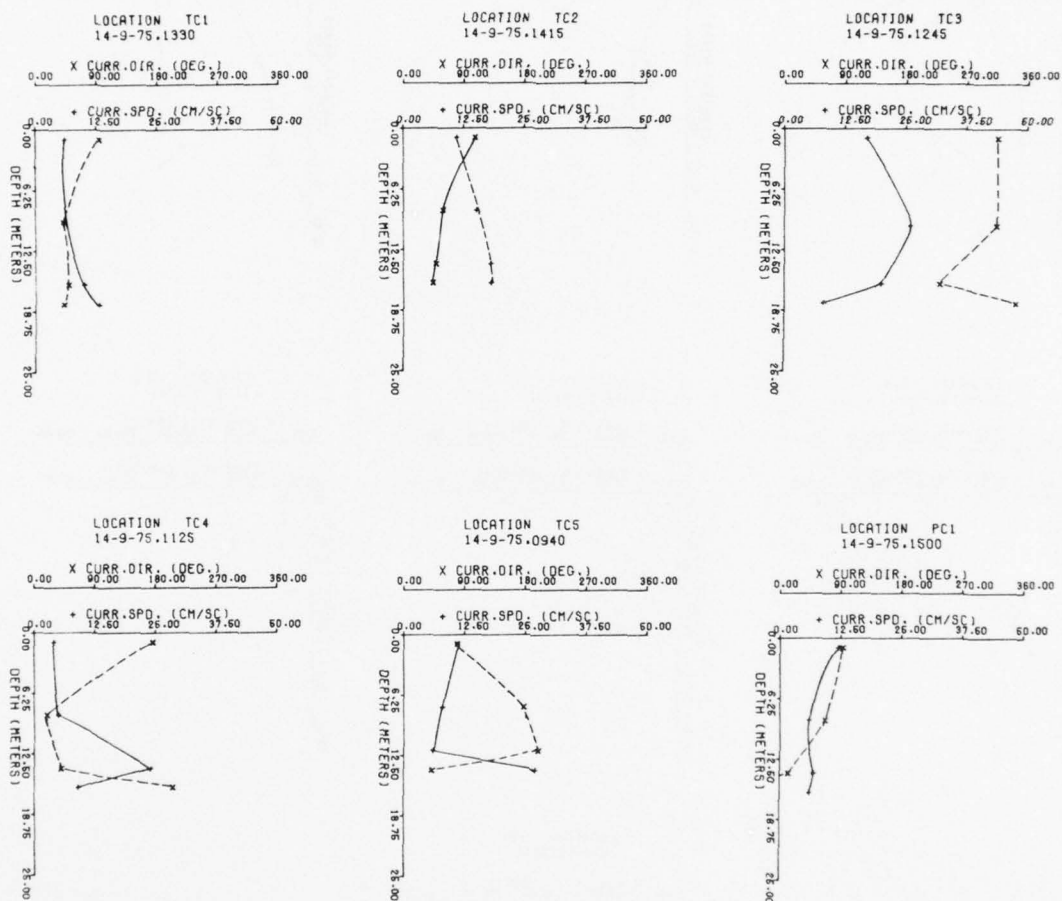 LOCATION TC1
14-9-75.1330
X CURR.DIR. (DEG.)
0.00 90.00 180.00 270.00 360.00
+ CURR.SPD. (CM/SC)
0.00 12.50 25.00 37.50 50.00
0.00 6.25 12.50 18.75 25.00
DEPTH (METERS)
LOCATION TC2
14-9-75.1415
X CURR.DIR. (DEG.)
0.00 90.00 180.00 270.00 360.00
+ CURR.SPD. (CM/SC)
0.00 12.50 25.00 37.50 50.00
0.00 6.25 12.50 18.75 25.00
DEPTH (METERS)
LOCATION TC3
14-9-75.1245
X CURR.DIR. (DEG.)
0.00 90.00 180.00 270.00 360.00
+ CURR.SPD. (CM/SC)
0.00 12.50 25.00 37.50 50.00
0.00 6.25 12.50 18.75 25.00
DEPTH (METERS)
LOCATION TC4
14-9-75.1125
X CURR.DIR. (DEG.)
0.00 90.00 180.00 270.00 360.00
+ CURR.SPD. (CM/SC)
0.00 12.50 25.00 37.50 50.00
0.00 6.25 12.50 18.75 25.00
DEPTH (METERS)
LOCATION TC5
14-9-75.0940
X CURR.DIR. (DEG.)
0.00 90.00 180.00 270.00 360.00
+ CURR.SPD. (CM/SC)
0.00 12.50 25.00 37.50 50.00
0.00 6.25 12.50 18.75 25.00
DEPTH (METERS)
LOCATION PC1
14-9-75.1500
X CURR.DIR. (DEG.)
0.00 90.00 180.00 270.00 360.00
+ CURR.SPD. (CM/SC)
0.00 12.50 25.00 37.50 50.00
0.00 6.25 12.50 18.75 25.00
DEPTH (METERS)